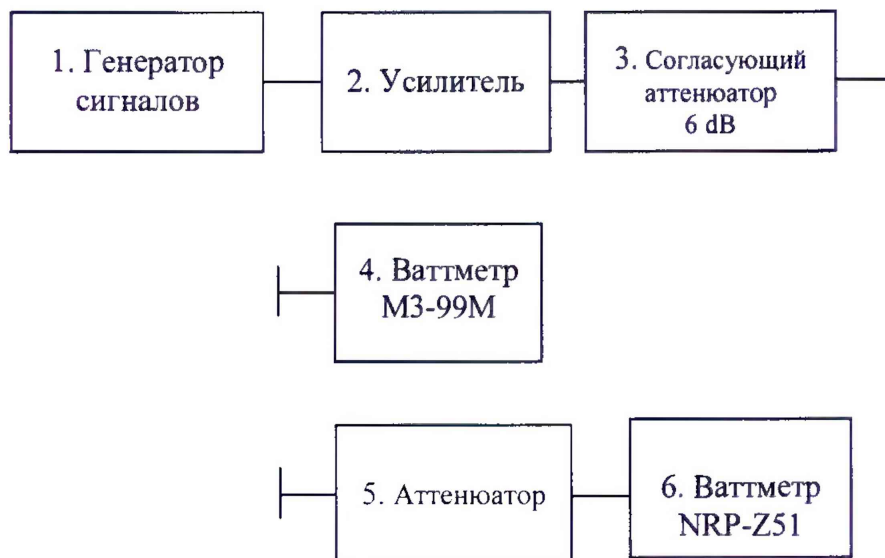 1. Генератор
сигналов
2. Усилитель
3. Согласующий
аттенюатор
6 dB
4. Ваттметр
М3-99М
5. Аттенюатор
6. Ваттметр
NRP-Z51